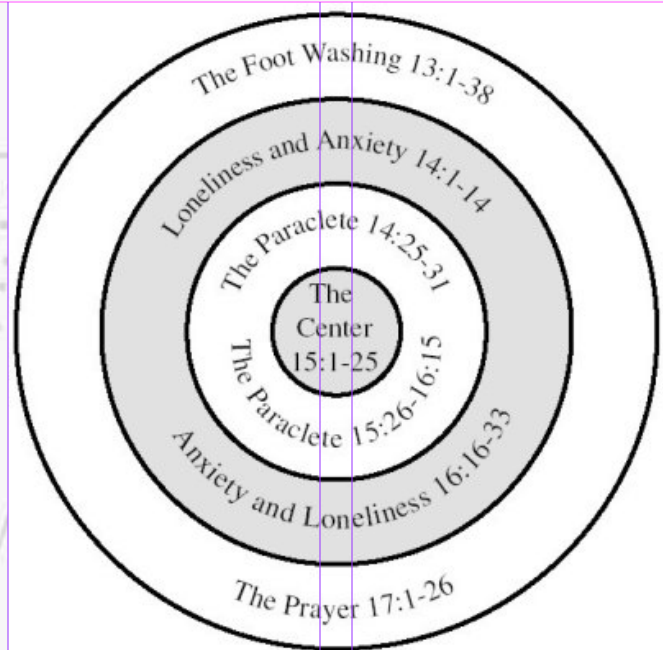 The Foot Washing 13:1-38
Loneliness and Anxiety 14:1-14
The Paraclete 14:25-31
The
Center
15:1-25
The Paraclete 15:26-16:15
Anxiety and Loneliness 16:16-33
The Prayer 17:1-26